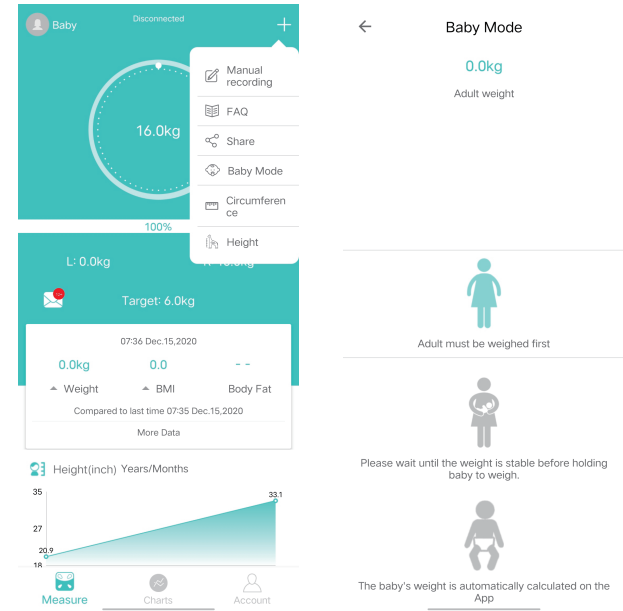 Baby
Disconnected
Manual
recording
FAQ
Share
Baby Mode
Circumferen
ce
Height
16.0kg
100%
L: 0.0kg
Target: 6.0kg
07:36 Dec.15,2020
0.0kg
0.0
- -
Weight
BMI
Body Fat
Compared to last time 07:35 Dec.15,2020
More Data
Height(inch) Years/Months
35
33.1
27
20.9
18
Measure
Charts
Account
Baby Mode
0.0kg
Adult weight
Adult must be weighed first
Please wait until the weight is stable before holding
baby to weigh.
The baby's weight is automatically calculated on the
App